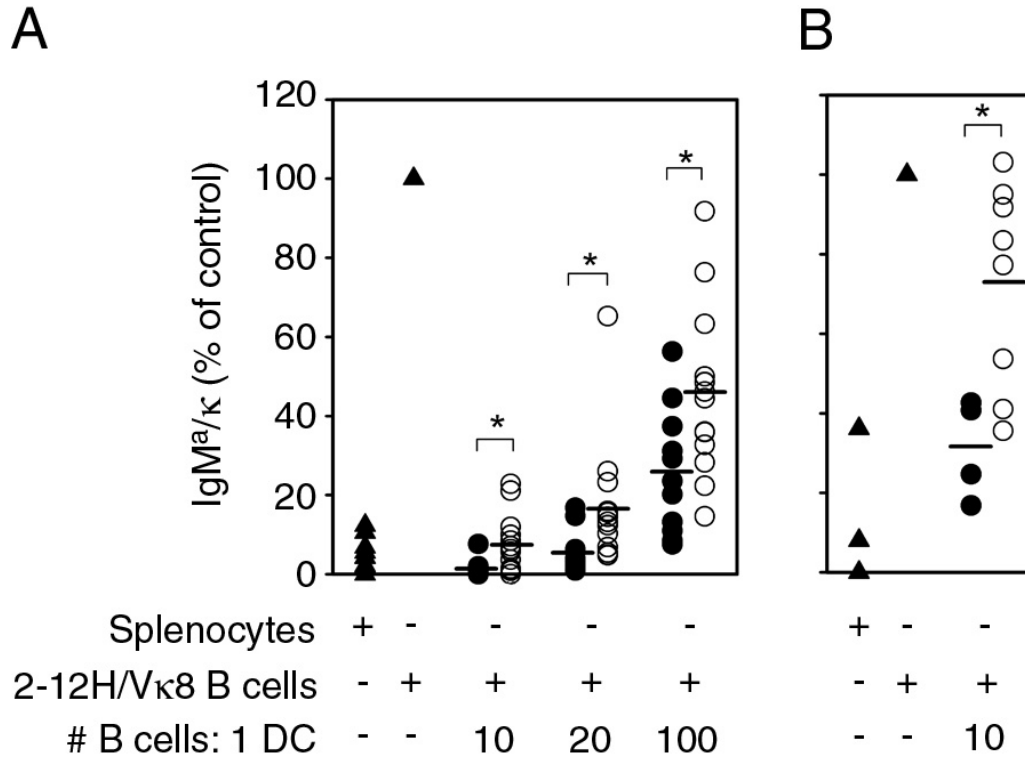 A
B
120
100
80
60
40
20
0
IgMᵃ/κ (% of control)
*
*
*
*
Splenocytes + - - - - + - -
2-12H/Vκ8 B cells - + + + + - + +
# B cells: 1 DC - - 10 20 100 - - 10